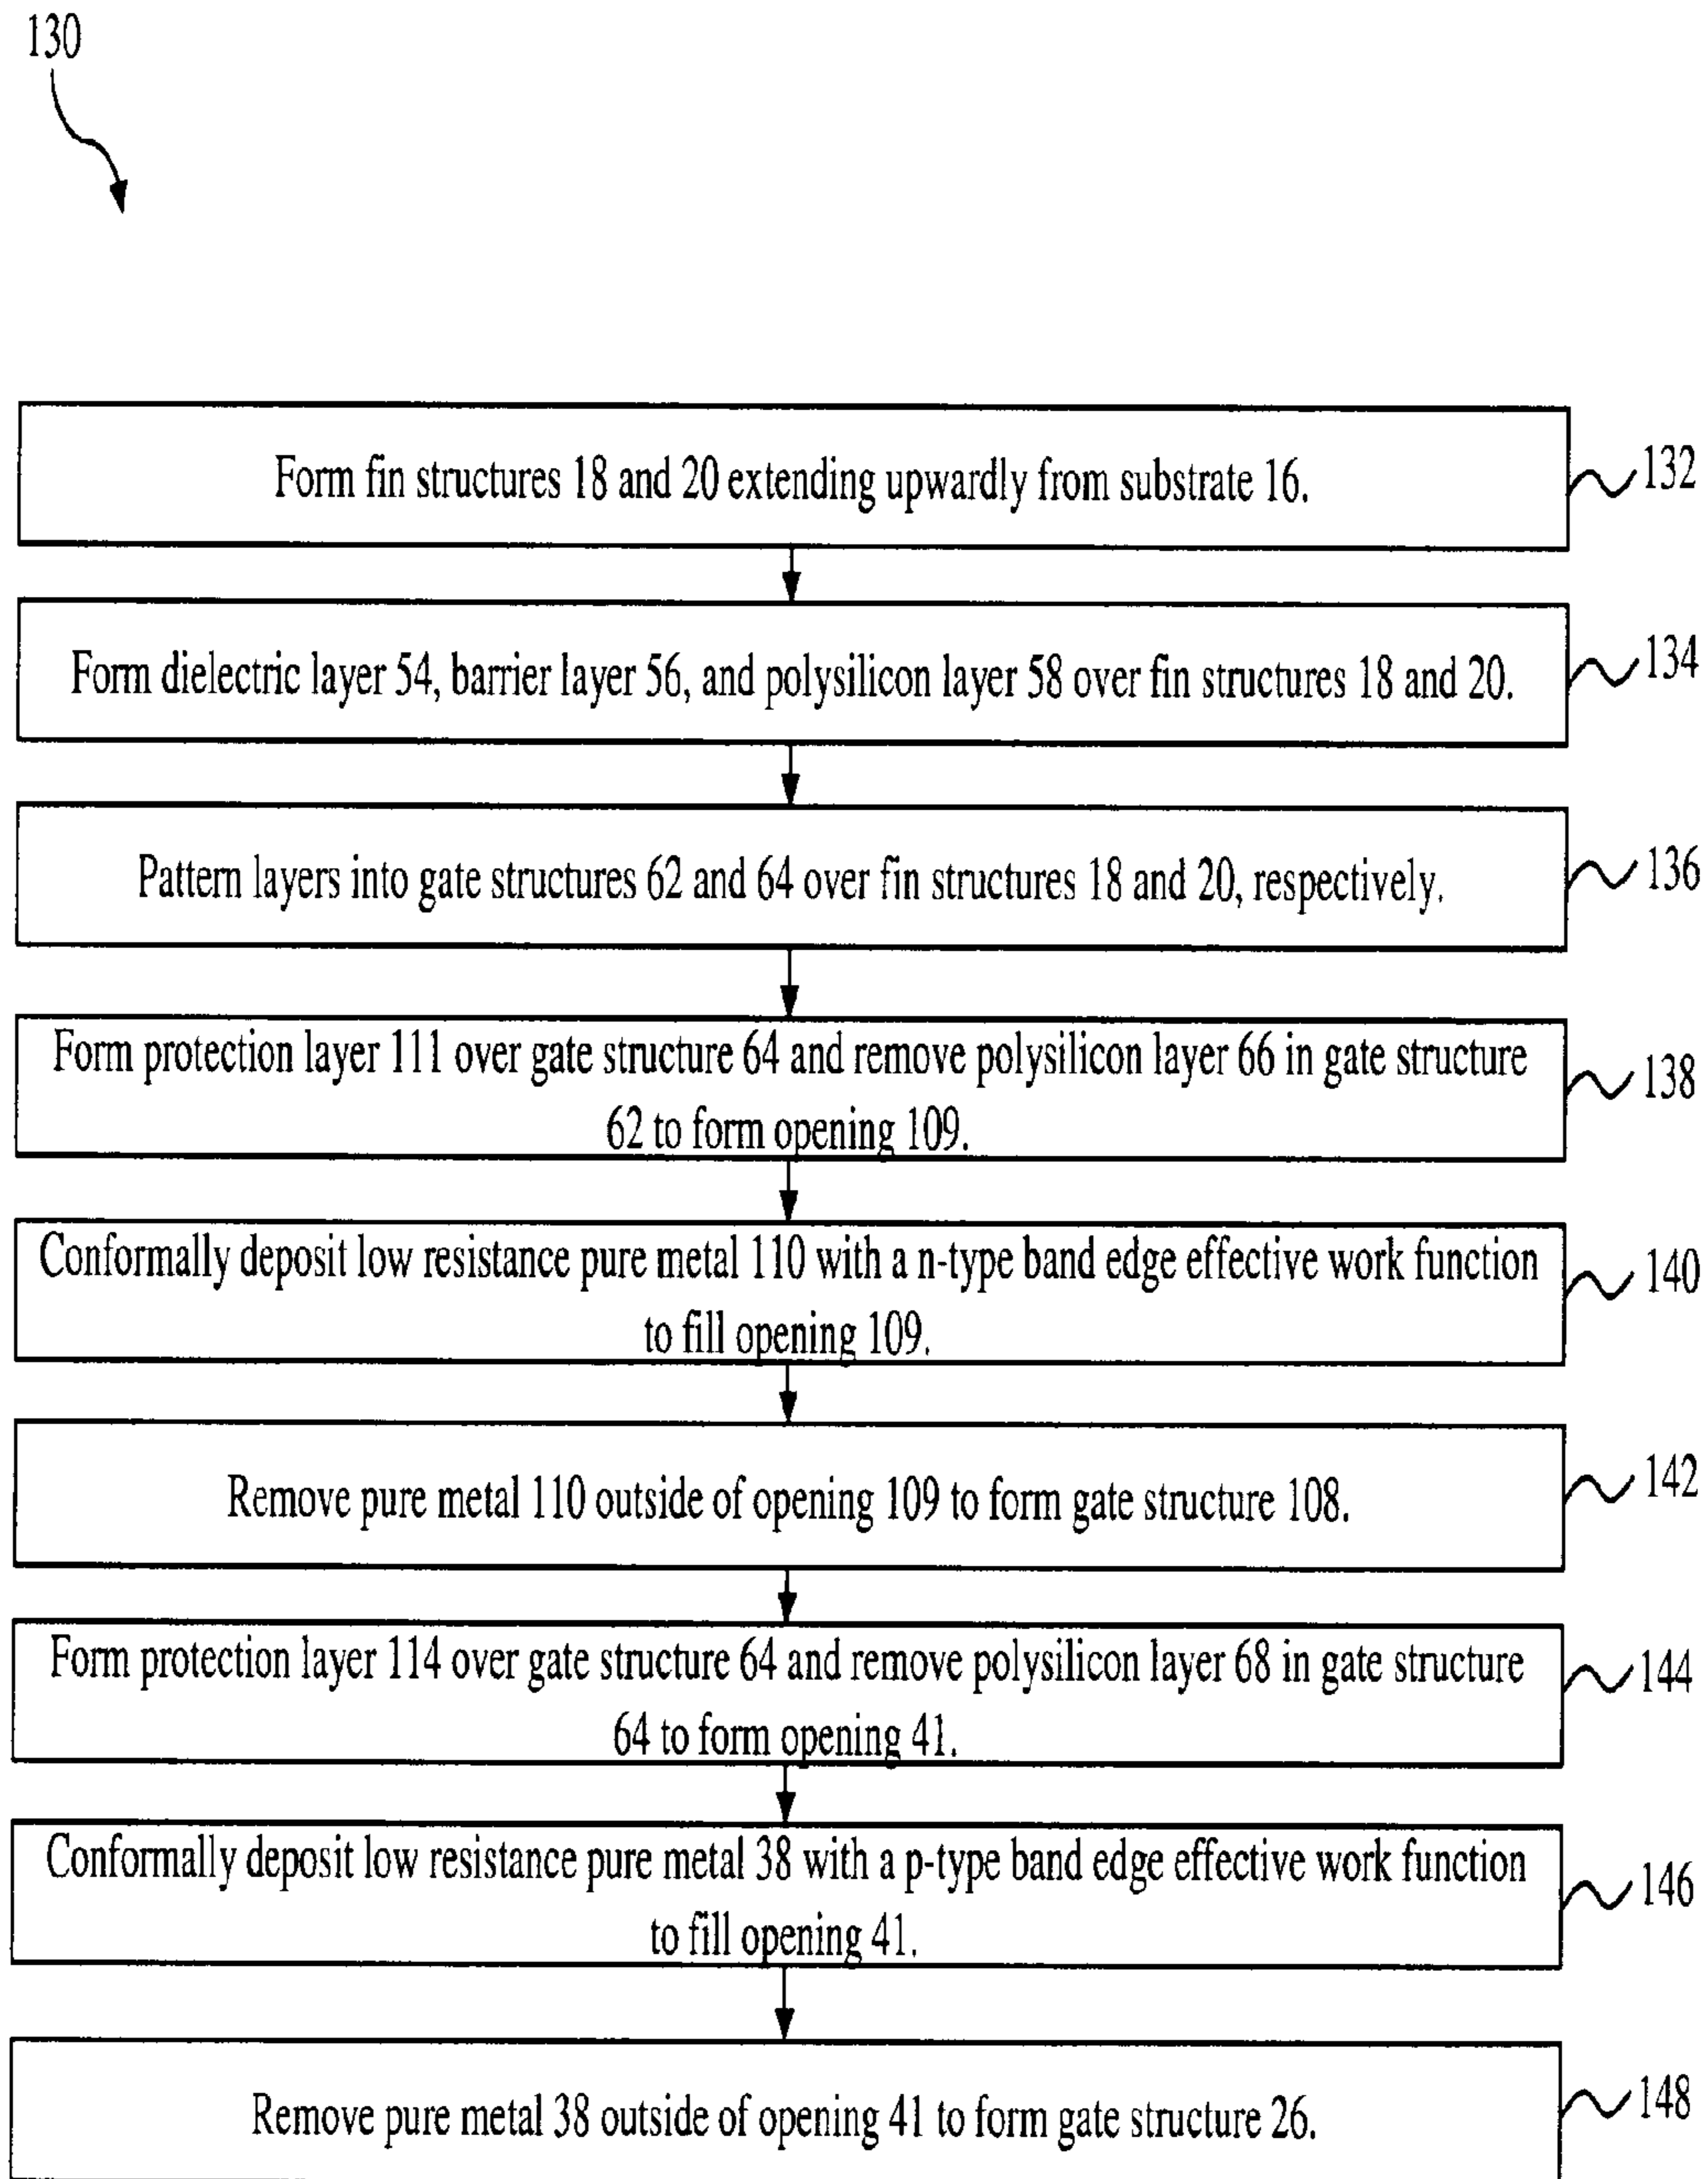 130
Form fin structures 18 and 20 extending upwardly from substrate 16.
132
Form dielectric layer 54, barrier layer 56, and polysilicon layer 58 over fin structures 18 and 20.
134
Pattern layers into gate structures 62 and 64 over fin structures 18 and 20, respectively.
136
Form protection layer 111 over gate structure 64 and remove polysilicon layer 66 in gate structure
62 to form opening 109.
138
Conformally deposit low resistance pure metal 110 with a n-type band edge effective work function
to fill opening 109.
140
Remove pure metal 110 outside of opening 109 to form gate structure 108.
142
Form protection layer 114 over gate structure 64 and remove polysilicon layer 68 in gate structure
64 to form opening 41.
144
Conformally deposit low resistance pure metal 38 with a p-type band edge effective work function
to fill opening 41.
146
Remove pure metal 38 outside of opening 41 to form gate structure 26.
148